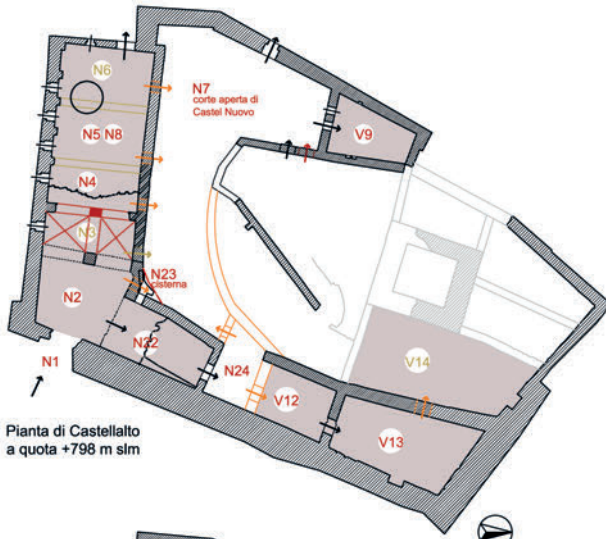 N6
N7
corte aperta di
Castel Nuovo
V9
N5 N8
N4
N3
N23
cisterna
N2
N22
N1
N24
V14
V12
V13
Pianta di Castellalto
a quota +798 m slm